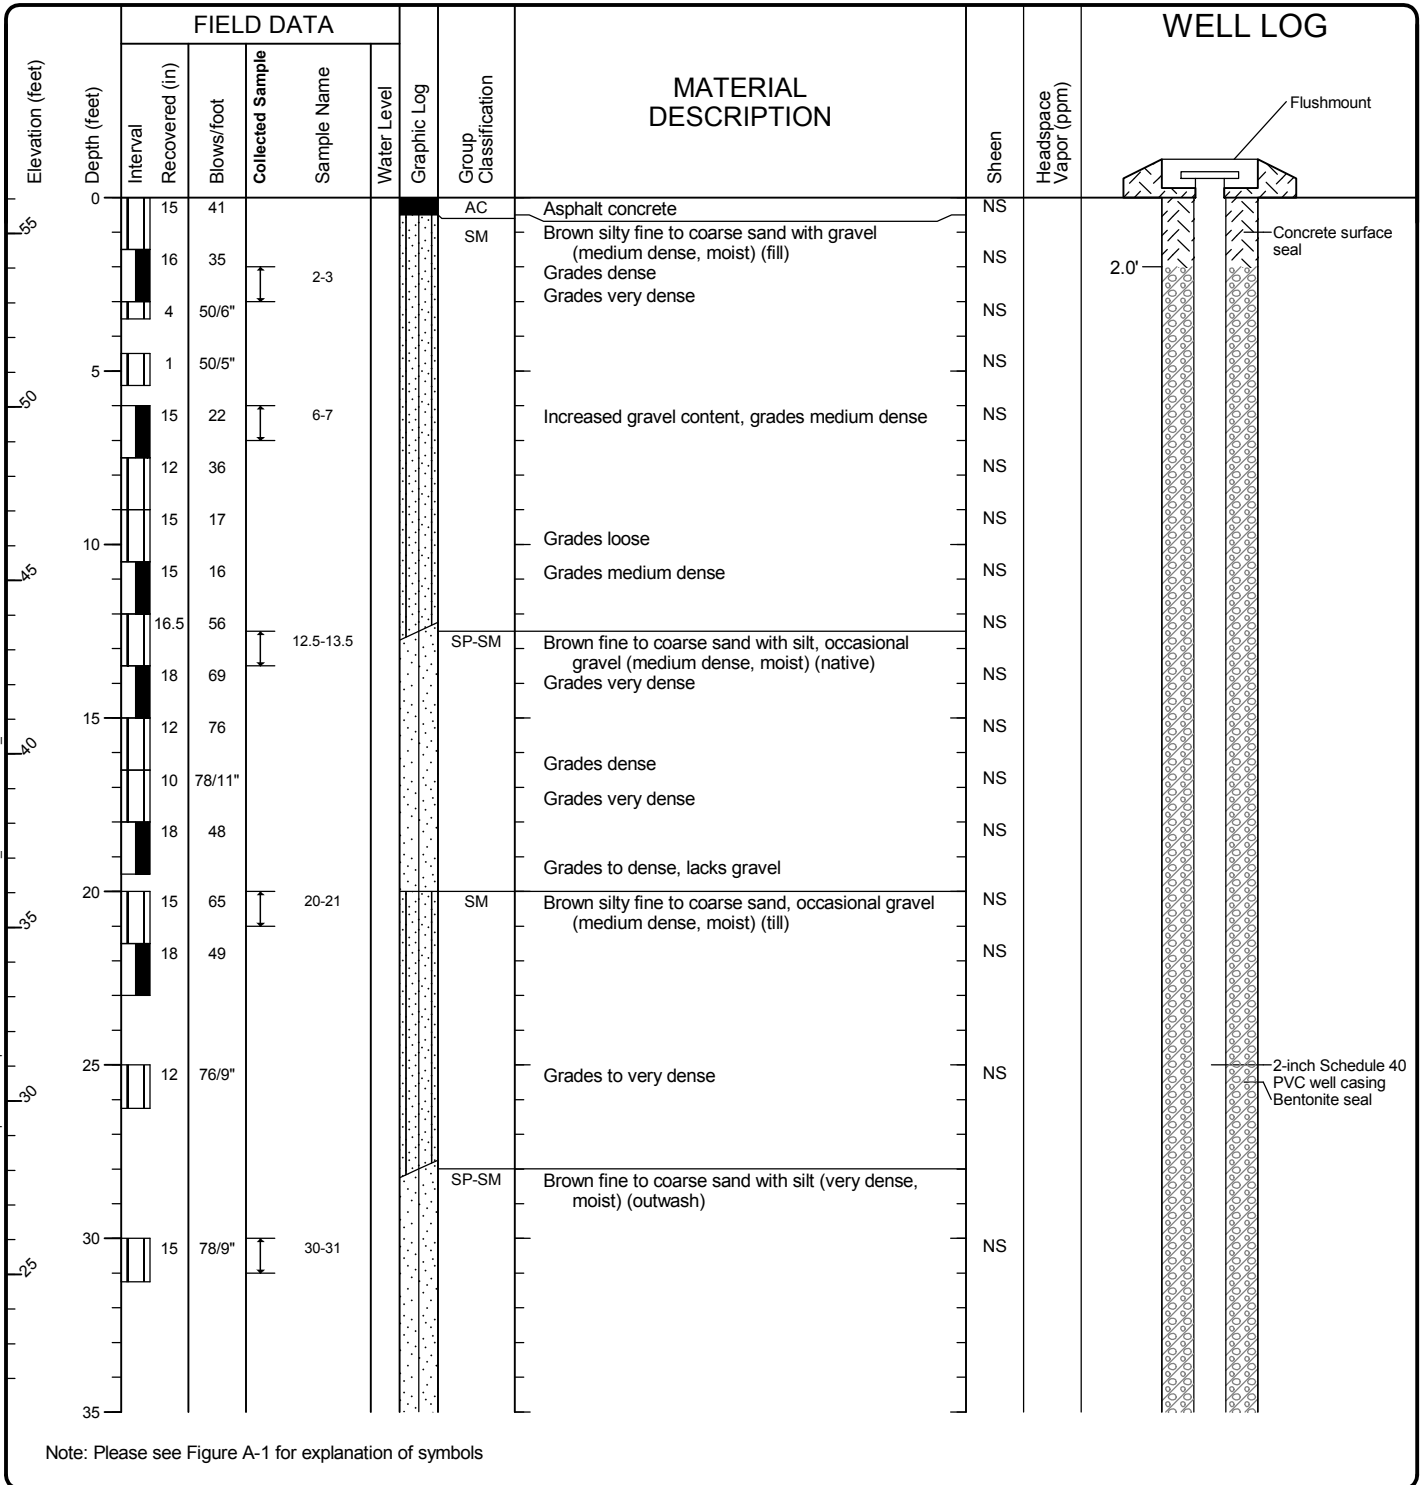 FIELD DATA
WELL LOG
Elevation (feet)
Depth (feet)
Interval
Recovered (in)
Blows/foot
Collected Sample
Sample Name
Water Level
Graphic Log
Group
Classification
MATERIAL
DESCRIPTION
Sheen
Headspace
Vapor (ppm)
Flushmount
0
15 41
AC
Asphalt concrete
NS
55
SM
Brown silty fine to coarse sand with gravel
(medium dense, moist) (fill)
Concrete surface
seal
16 35
NS
2-3
Grades dense
2.0'
Grades very dense
4 50/6"
NS
5
1 50/5"
NS
50
15 22
6-7
Increased gravel content, grades medium dense
NS
12 36
NS
15 17
NS
10
Grades loose
45
15 16
Grades medium dense
NS
16.5 56
NS
12.5-13.5
SP-SM
Brown fine to coarse sand with silt, occasional
gravel (medium dense, moist) (native)
18 69
Grades very dense
NS
15
12 76
NS
40
Grades dense
10 78/11"
NS
Grades very dense
18 48
NS
Grades to dense, lacks gravel
20
15 65
20-21
SM
Brown silty fine to coarse sand, occasional gravel
(medium dense, moist) (till)
NS
35
18 49
NS
25
12 76/9"
Grades to very dense
NS
2-inch Schedule 40
PVC well casing
Bentonite seal
30
SP-SM
Brown fine to coarse sand with silt (very dense,
moist) (outwash)
30
15 78/9"
30-31
NS
25
35
Note: Please see Figure A-1 for explanation of symbols